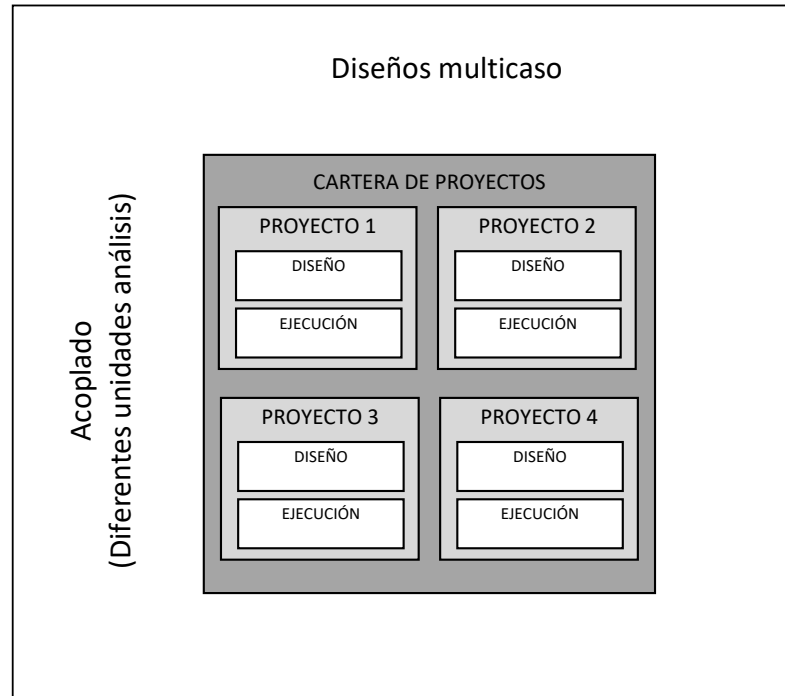 Diseños multicaso
Acoplado
(Diferentes unidades análisis)
CARTERA DE PROYECTOS
PROYECTO 1
DISEÑO
EJECUCIÓN
PROYECTO 2
DISEÑO
EJECUCIÓN
PROYECTO 3
DISEÑO
EJECUCIÓN
PROYECTO 4
DISEÑO
EJECUCIÓN